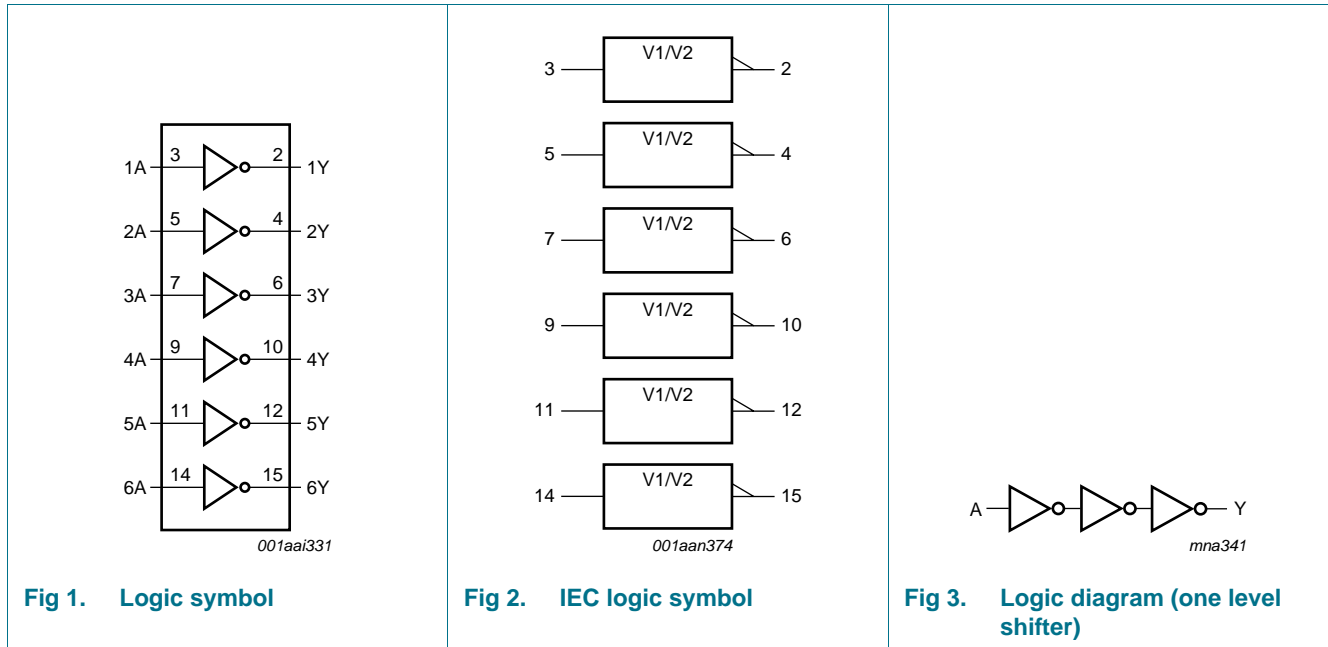 1A 3 2 1Y
2A 5 4 2Y
3A 7 6 3Y
4A 9 10 4Y
5A 11 12 5Y
6A 14 15 6Y
001aai331
Fig 1. Logic symbol
V1/V2
3 2
V1/V2
5 4
V1/V2
7 6
V1/V2
9 10
V1/V2
11 12
V1/V2
14 15
001aan374
Fig 2. IEC logic symbol
A Y
mna341
Fig 3. Logic diagram (one level
shifter)